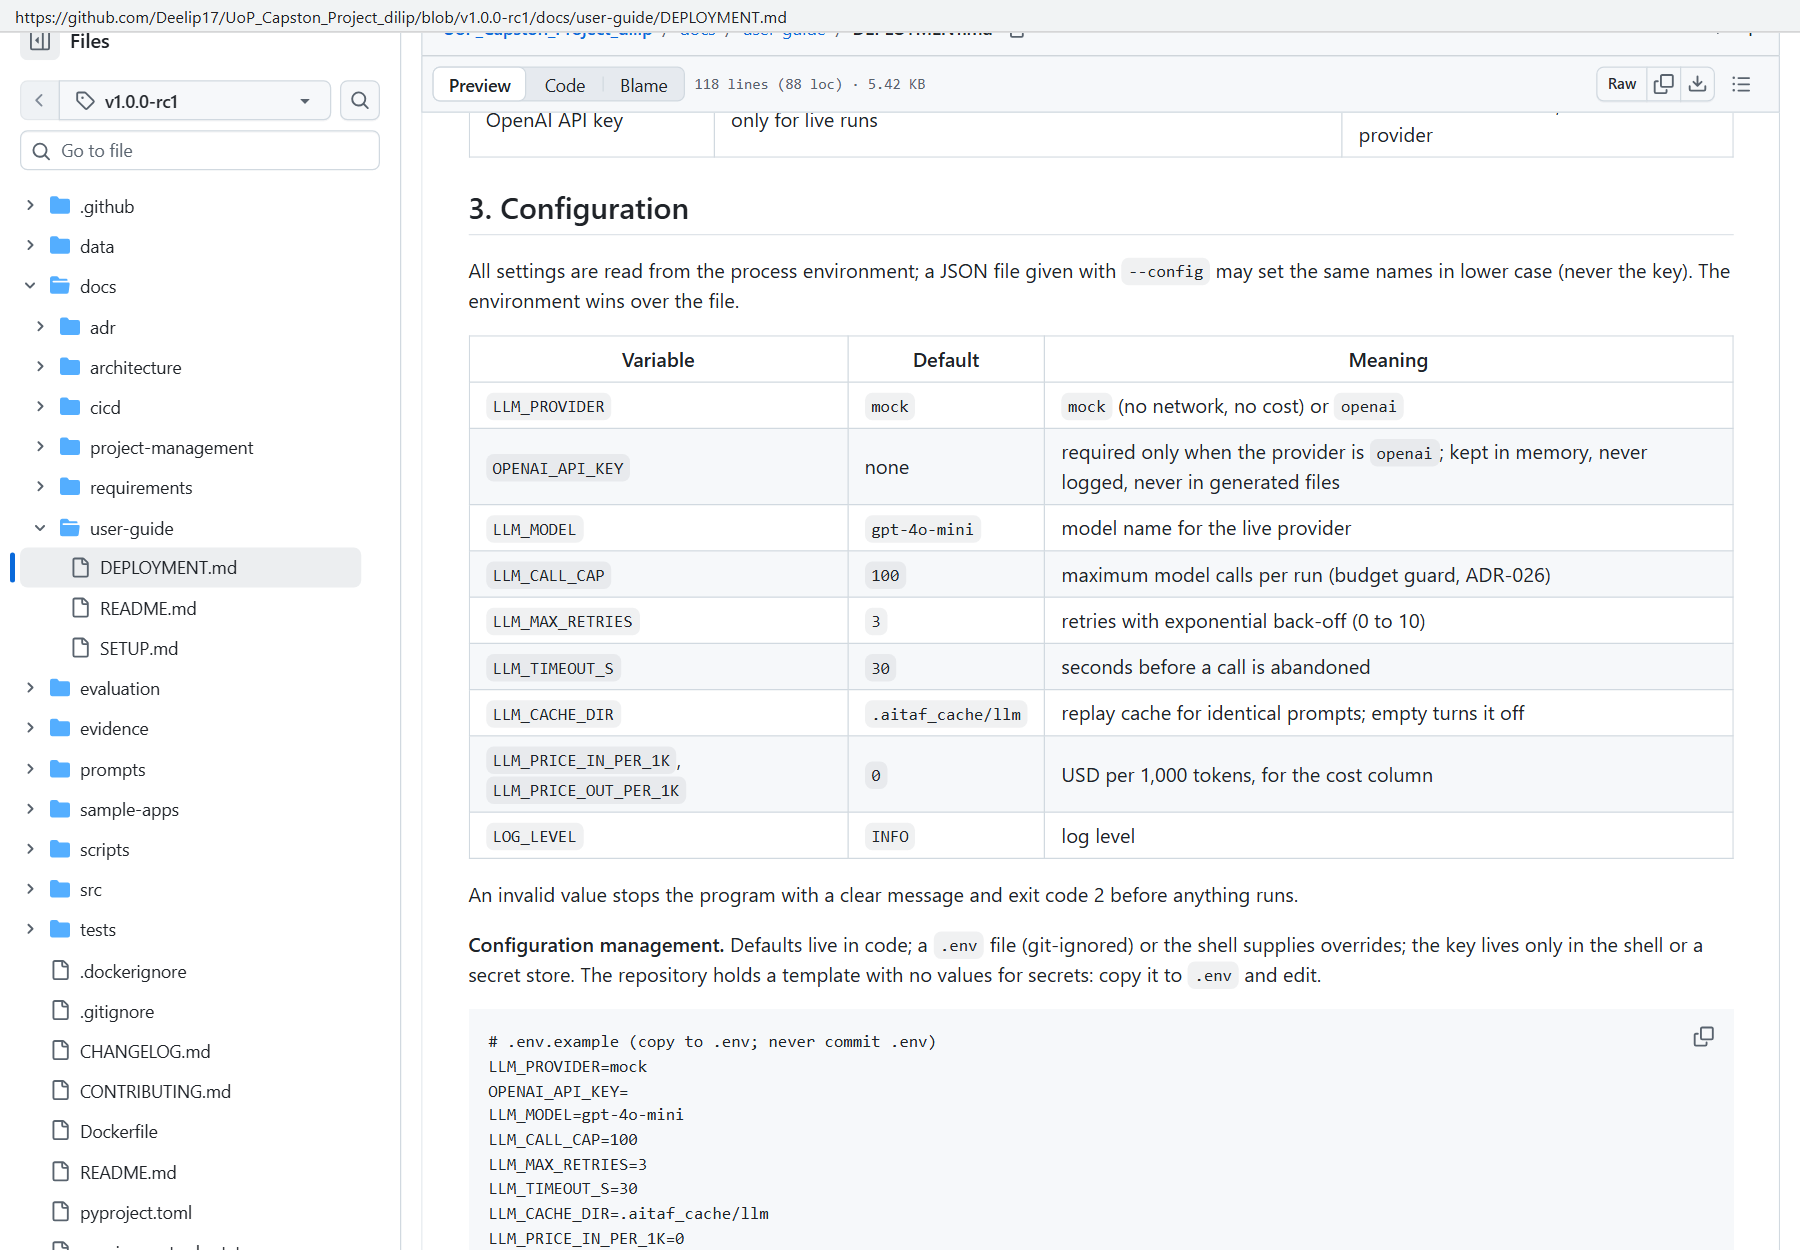 https://github.com/Deelip17/UoP_Capston_Project_dilip/blob/v1.0.0-rc1/docs/user-guide/DEPLOYMENT.md
Files
v1.0.0-rc1
Go to file
.github
data
docs
adr
architecture
cicd
project-management
requirements
user-guide
DEPLOYMENT.md
README.md
SETUP.md
evaluation
evidence
prompts
sample-apps
scripts
src
tests
.dockerignore
.gitignore
CHANGELOG.md
CONTRIBUTING.md
Dockerfile
README.md
pyproject.toml
Preview Code Blame 118 lines (88 loc) · 5.42 KB Raw
OpenAI API key only for live runs
provider
3. Configuration
All settings are read from the process environment; a JSON file given with --config may set the same names in lower case (never the key). The
environment wins over the file.
Variable Default Meaning
LLM_PROVIDER mock mock (no network, no cost) or openai
OPENAI_API_KEY none required only when the provider is openai; kept in memory, never
logged, never in generated files
LLM_MODEL gpt-4o-mini model name for the live provider
LLM_CALL_CAP 100 maximum model calls per run (budget guard, ADR-026)
LLM_MAX_RETRIES 3 retries with exponential back-off (0 to 10)
LLM_TIMEOUT_S 30 seconds before a call is abandoned
LLM_CACHE_DIR .aitaf_cache/llm replay cache for identical prompts; empty turns it off
LLM_PRICE_IN_PER_1K,
LLM_PRICE_OUT_PER_1K 0 USD per 1,000 tokens, for the cost column
LOG_LEVEL INFO log level
An invalid value stops the program with a clear message and exit code 2 before anything runs.
Configuration management. Defaults live in code; a .env file (git-ignored) or the shell supplies overrides; the key lives only in the shell or a
secret store. The repository holds a template with no values for secrets: copy it to .env and edit.
# .env.example (copy to .env; never commit .env)
LLM_PROVIDER=mock
OPENAI_API_KEY=
LLM_MODEL=gpt-4o-mini
LLM_CALL_CAP=100
LLM_MAX_RETRIES=3
LLM_TIMEOUT_S=30
LLM_CACHE_DIR=.aitaf_cache/llm
LLM_PRICE_IN_PER_1K=0